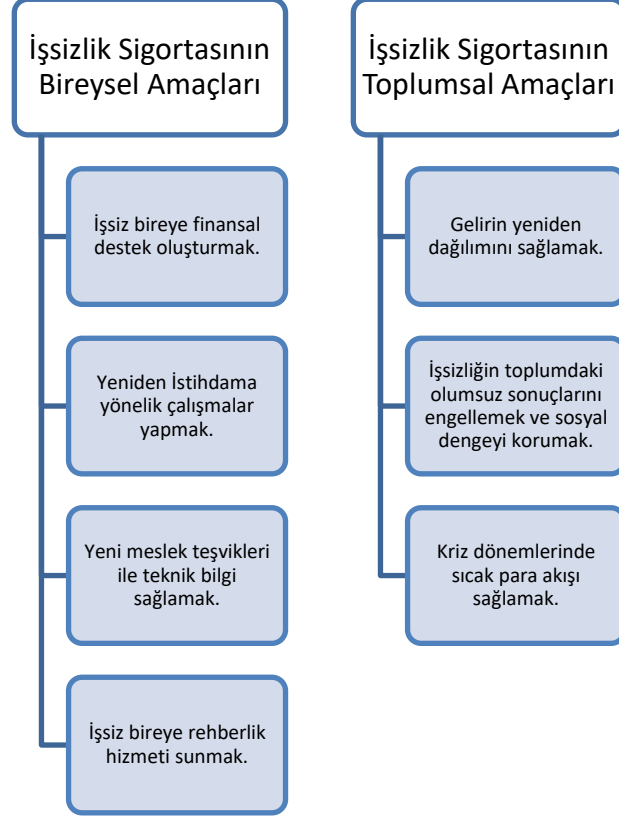 İşsizlik Sigortasının
Bireysel Amaçları
İşsiz bireye finansal
destek oluşturmak.
Yeniden İstihdama
yönelik çalışmalar
yapmak.
Yeni meslek teşvikleri
ile teknik bilgi
sağlamak.
İşsiz bireye rehberlik
hizmeti sunmak.
İşsizlik Sigortasının
Toplumsal Amaçları
Gelirin yeniden
dağılımını sağlamak.
İşsizliğin toplumdaki
olumsuz sonuçlarını
engellemek ve sosyal
dengeyi korumak.
Kriz dönemlerinde
sıcak para akışı
sağlamak.